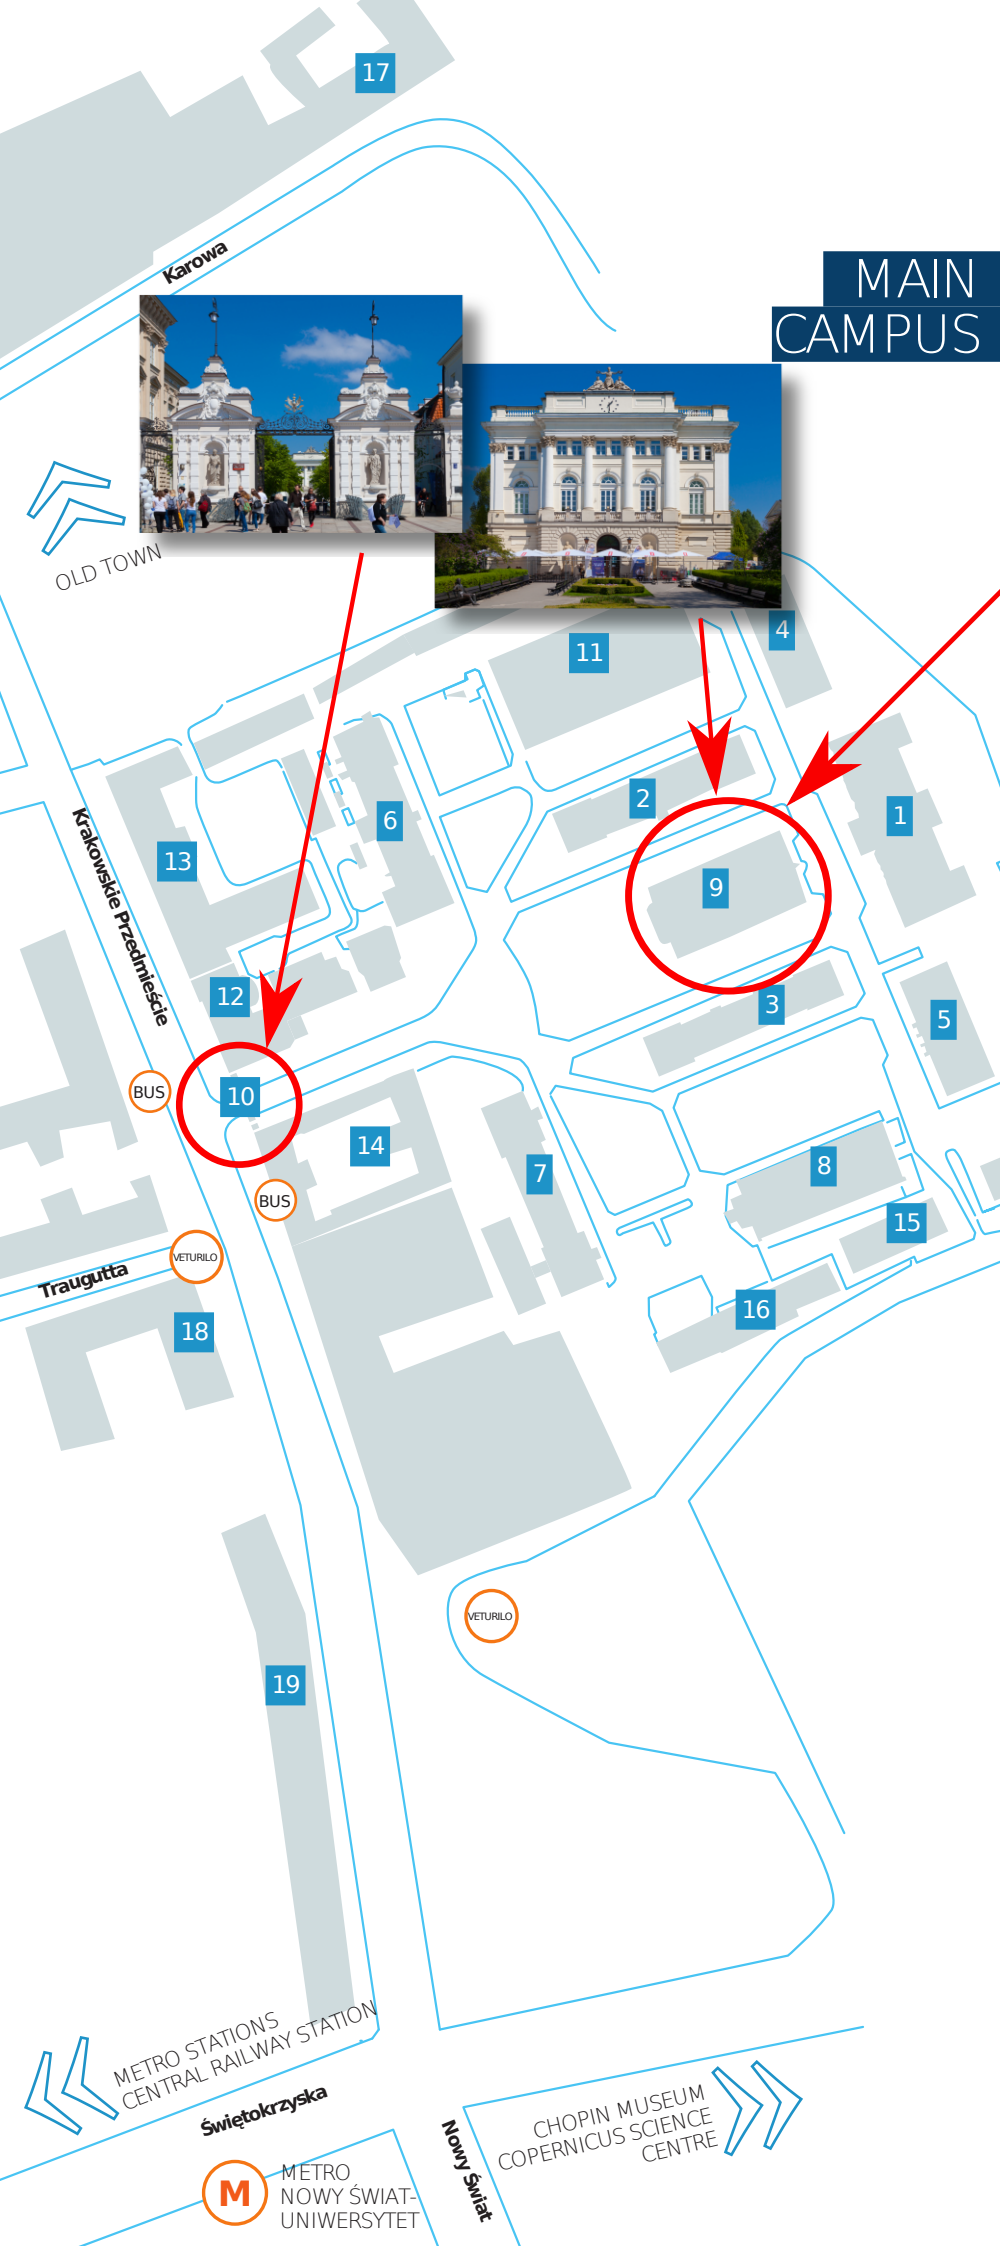 17
Karowa
MAIN
CAMPUS
OLD TOWN
4
11
2
1
6
13
9
Krakowskie Przedmieście
12
3
5
BUS
10
14
8
7
BUS
15
VETURILO
Traugutta
16
18
VETURILO
19
METRO STATIONS
CENTRAL RAILWAY STATION
Świętokrzyska
CHOPIN MUSEUM
COPERNICUS SCIENCE
CENTRE
Nowy Świat
M
METRO
NOWY ŚWIAT-
UNIWERSYTET